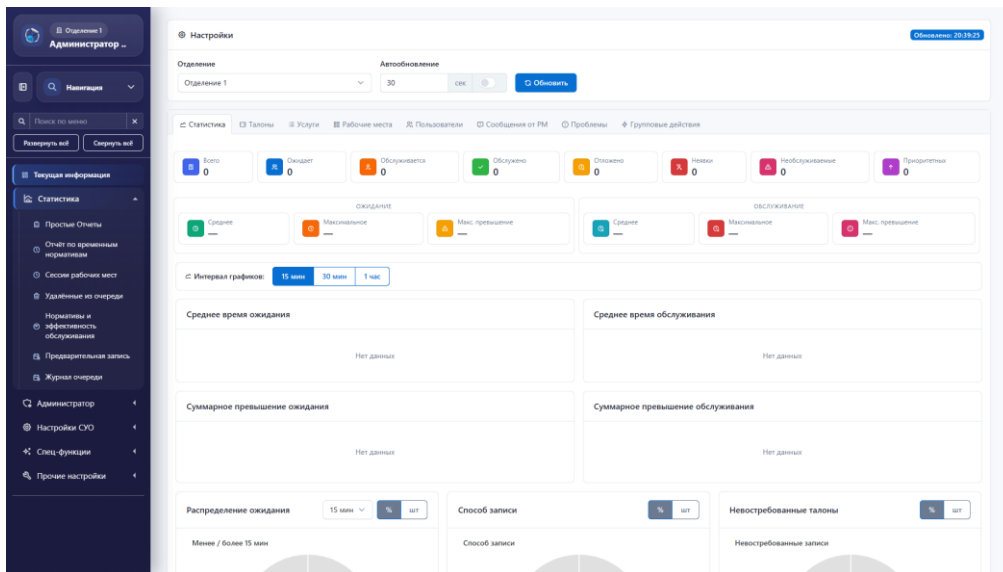 Отделение 1
Администратор ..
Навигация
Поиск по меню
Развернуть всё
Свернуть всё
Текущая информация
Статистика
Простые Отчеты
Отчёт по временным
нормативам
Сессии рабочих мест
Удалённые из очереди
Нормативы и
эффективность
обслуживания
Предварительная запись
Журнал очереди
Администратор
Настройки СУО
Спец-функции
Прочие настройки
Настройки
Обновлено: 20:39:25
Отделение
Автообновление
Отделение 1
30
сек
Обновить
Статистика
Талоны
Услуги
Рабочие места
Пользователи
Сообщения от РМ
Проблемы
Групповые действия
Всего
0
Ожидает
0
Обслуживается
0
Обслужено
0
Отложено
0
Неявки
0
Необслуживаемые
0
Приоритетных
0
ОЖИДАНИЕ
Среднее
—
Максимальное
—
Макс. превышение
—
ОБСЛУЖИВАНИЕ
Среднее
—
Максимальное
—
Макс. превышение
—
Интервал графиков:
15 мин
30 мин
1 час
Среднее время ожидания
Нет данных
Среднее время обслуживания
Нет данных
Суммарное превышение ожидания
Нет данных
Суммарное превышение обслуживания
Нет данных
Распределение ожидания
15 мин
%
шт
Менее / более 15 мин
Способ записи
%
шт
Способ записи
Невостребованные талоны
%
шт
Невостребованные записи